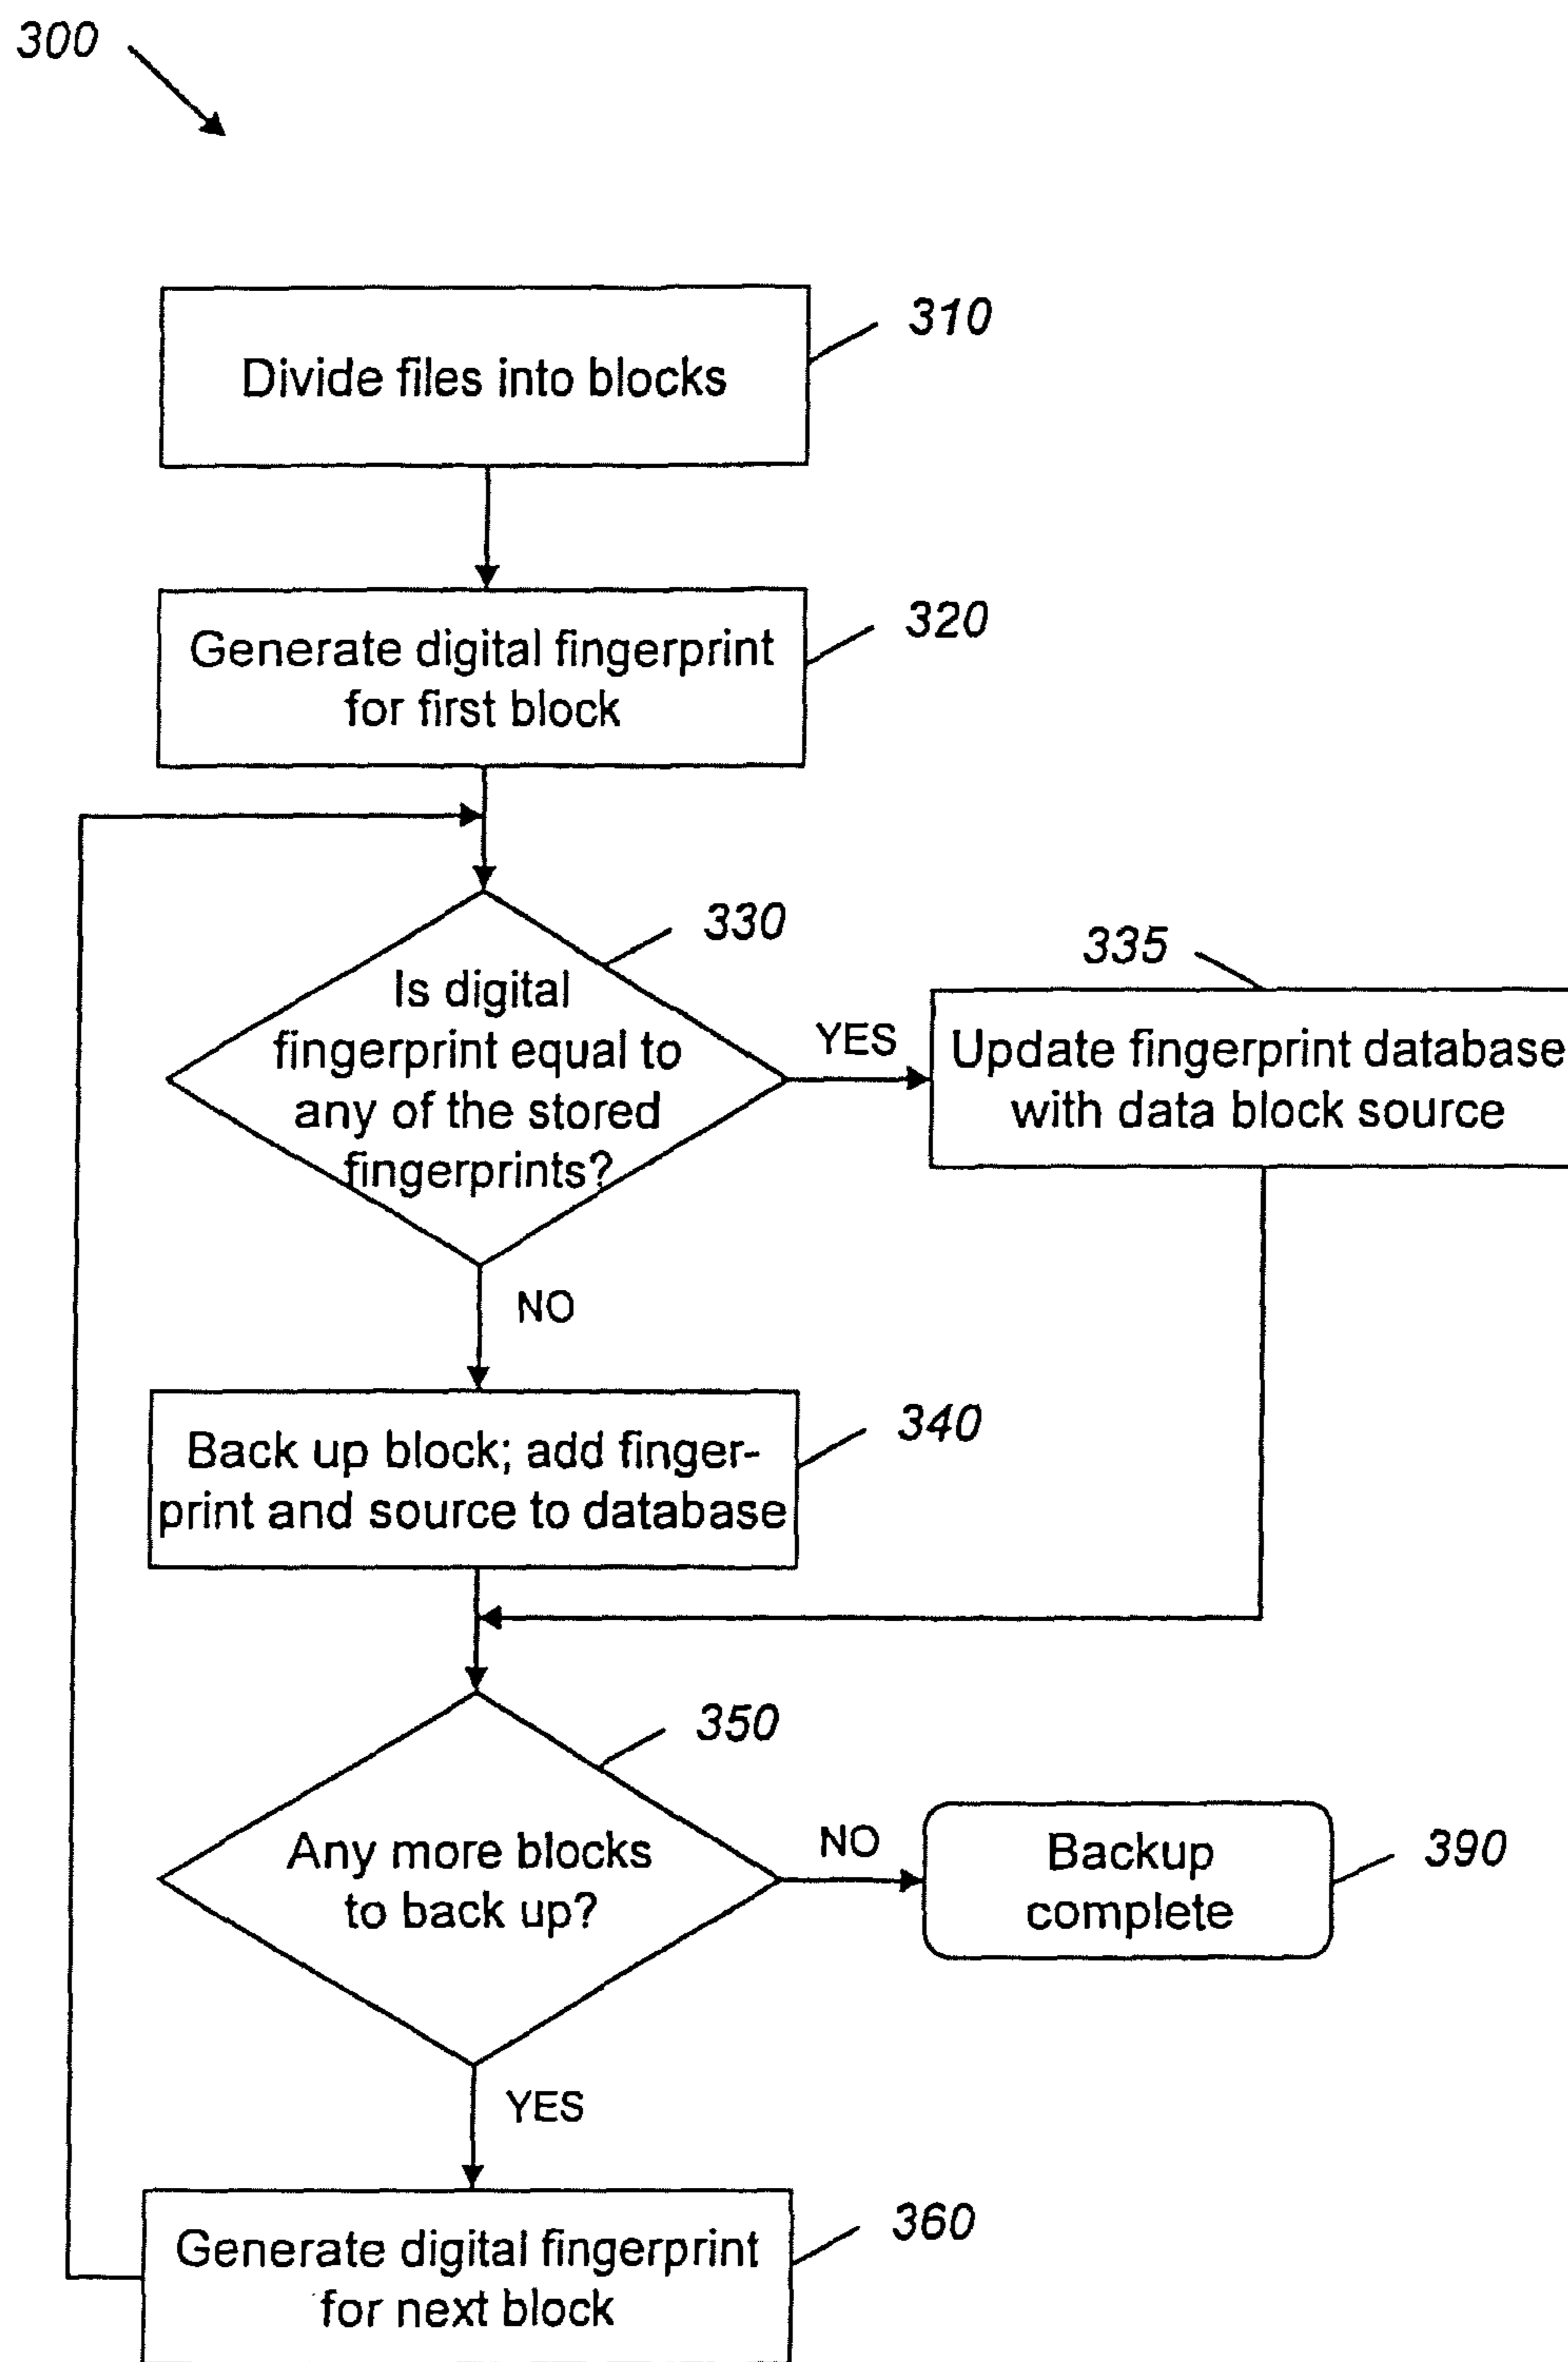 300
310
Divide files into blocks
320
Generate digital fingerprint
for first block
330
Is digital
fingerprint equal to
any of the stored
fingerprints?
YES
335
Update fingerprint database
with data block source
NO
340
Back up block; add finger-
print and source to database
350
Any more blocks
to back up?
NO
Backup
complete
390
YES
360
Generate digital fingerprint
for next block